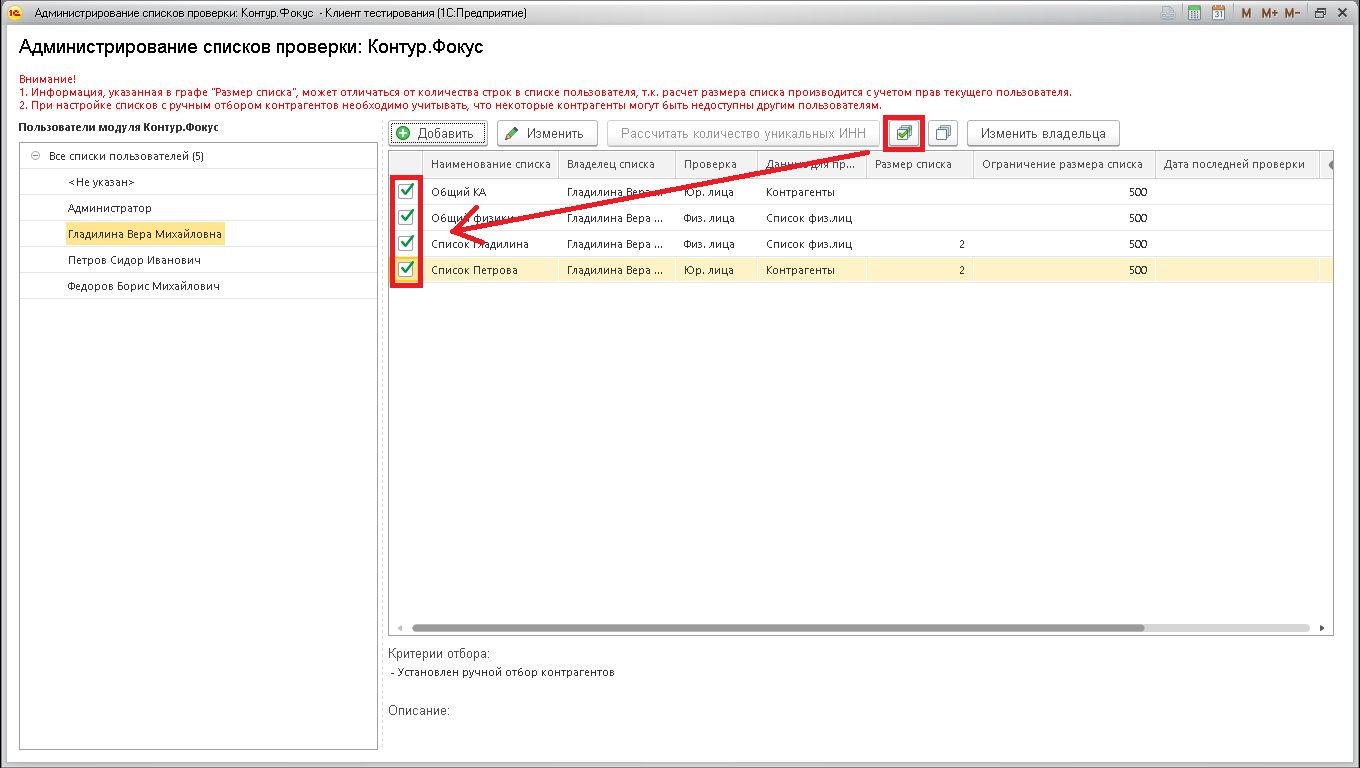 Администрирование списков проверки: Контур.Фокус - Клиент тестирования (1С:Предприятие)
M M+ M-
Администрирование списков проверки: Контур.Фокус
Внимание!
1. Информация, указанная в графе "Размер списка", может отличаться от количества строк в списке пользователя, т.к. расчет размера списка производится с учетом прав текущего пользователя.
2. При настройке списков с ручным отбором контрагентов необходимо учитывать, что некоторые контрагенты могут быть недоступны другим пользователям.
Пользователи модуля Контур.Фокус
Все списки пользователей (5)
<Не указан>
Администратор
Гладилина Вера Михайловна
Петров Сидор Иванович
Федоров Борис Михайлович
Добавить Изменить Рассчитать количество уникальных ИНН Изменить владельца
Наименование списка Владелец списка Проверка Данные для пр... Размер списка Ограничение размера списка Дата последней проверки
Общий КА Гладилина Вера ... Юр. лица Контрагенты 500
Общий физики Гладилина Вера ... Физ. лица Список физ.лиц 500
Список Гладилина Гладилина Вера ... Физ. лица Список физ.лиц 2 500
Список Петрова Гладилина Вера ... Юр. лица Контрагенты 2 500
Критерии отбора:
- Установлен ручной отбор контрагентов
Описание: